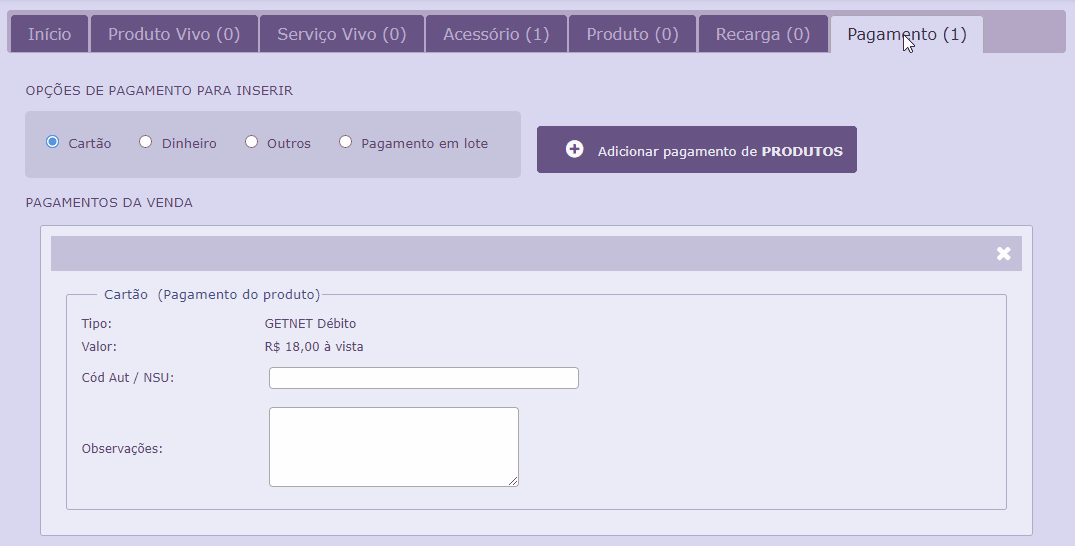 Início Produto Vivo (0) Serviço Vivo (0) Acessório (1) Produto (0) Recarga (0) Pagamento (1)
OPÇÕES DE PAGAMENTO PARA INSERIR
Cartão Dinheiro Outros Pagamento em lote
Adicionar pagamento de PRODUTOS
PAGAMENTOS DA VENDA
Cartão (Pagamento do produto)
Tipo: GETNET Débito
Valor: R$ 18,00 à vista
Cód Aut / NSU:
Observações: